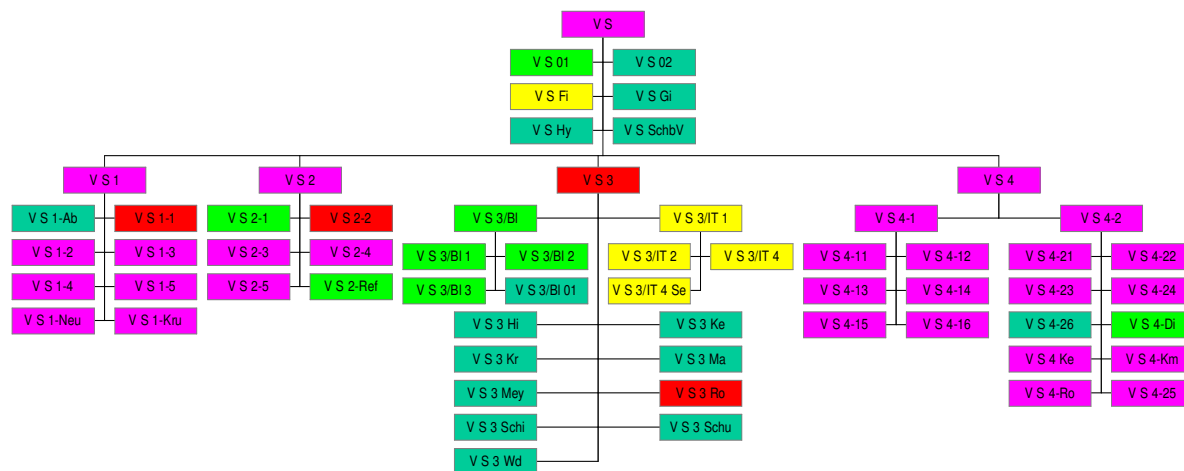 V S
V S 01
V S 02
V S Fi
V S Gi
V S Hy
V S SchbV
V S 1
V S 2
V S 3
V S 4
V S 1-Ab
V S 1-1
V S 1-2
V S 1-3
V S 1-4
V S 1-5
V S 1-Neu
V S 1-Kru
V S 2-1
V S 2-2
V S 2-3
V S 2-4
V S 2-5
V S 2-Ref
V S 3/BI
V S 3/IT 1
V S 3/BI 1
V S 3/BI 2
V S 3/BI 3
V S 3/BI 01
V S 3/IT 2
V S 3/IT 4
V S 3/IT 4 Se
V S 3 Hi
V S 3 Ke
V S 3 Kr
V S 3 Ma
V S 3 Mey
V S 3 Ro
V S 3 Schi
V S 3 Schu
V S 3 Wd
V S 4-1
V S 4-2
V S 4-11
V S 4-12
V S 4-13
V S 4-14
V S 4-15
V S 4-16
V S 4-21
V S 4-22
V S 4-23
V S 4-24
V S 4-26
V S 4-Di
V S 4 Ke
V S 4-Km
V S 4-Ro
V S 4-25